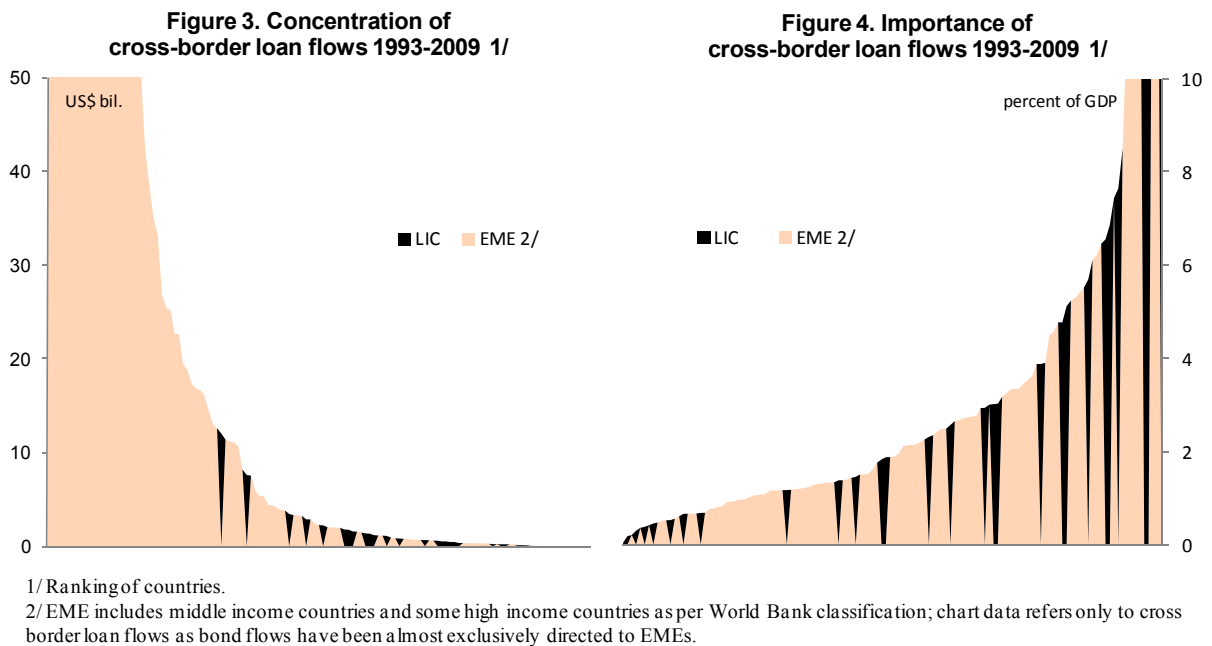 Figure 3. Concentration of
cross-border loan flows 1993-2009 1/
50
40
30
20
10
0
US$ bil.
LIC EME 2/
Figure 4. Importance of
cross-border loan flows 1993-2009 1/
percent of GDP
LIC EME 2/
10
8
6
4
2
0
1/ Ranking of countries.
2/ EME includes middle income countries and some high income countries as per World Bank classification; chart data refers only to cross
border loan flows as bond flows have been almost exclusively directed to EMEs.